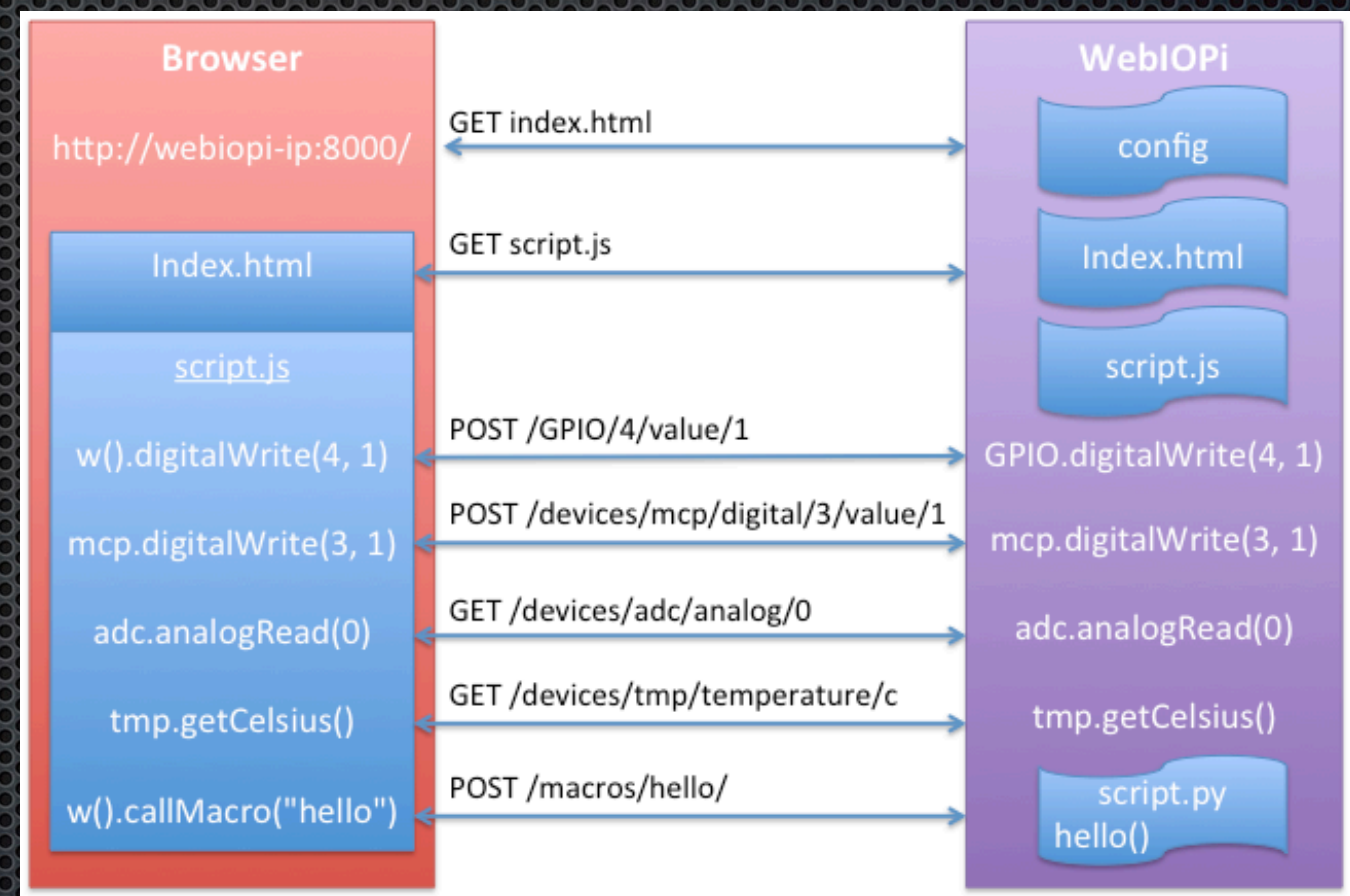 Browser
WebIOPi
http://webiopi-ip:8000/
GET index.html
config
Index.html
GET script.js
Index.html
script.js
script.js
w().digitalWrite(4, 1)
POST /GPIO/4/value/1
GPIO.digitalWrite(4, 1)
mcp.digitalWrite(3, 1)
POST /devices/mcp/digital/3/value/1
mcp.digitalWrite(3, 1)
adc.analogRead(0)
GET /devices/adc/analog/0
adc.analogRead(0)
tmp.getCelsius()
GET /devices/tmp/temperature/c
tmp.getCelsius()
w().callMacro("hello")
POST /macros/hello/
script.py
hello()